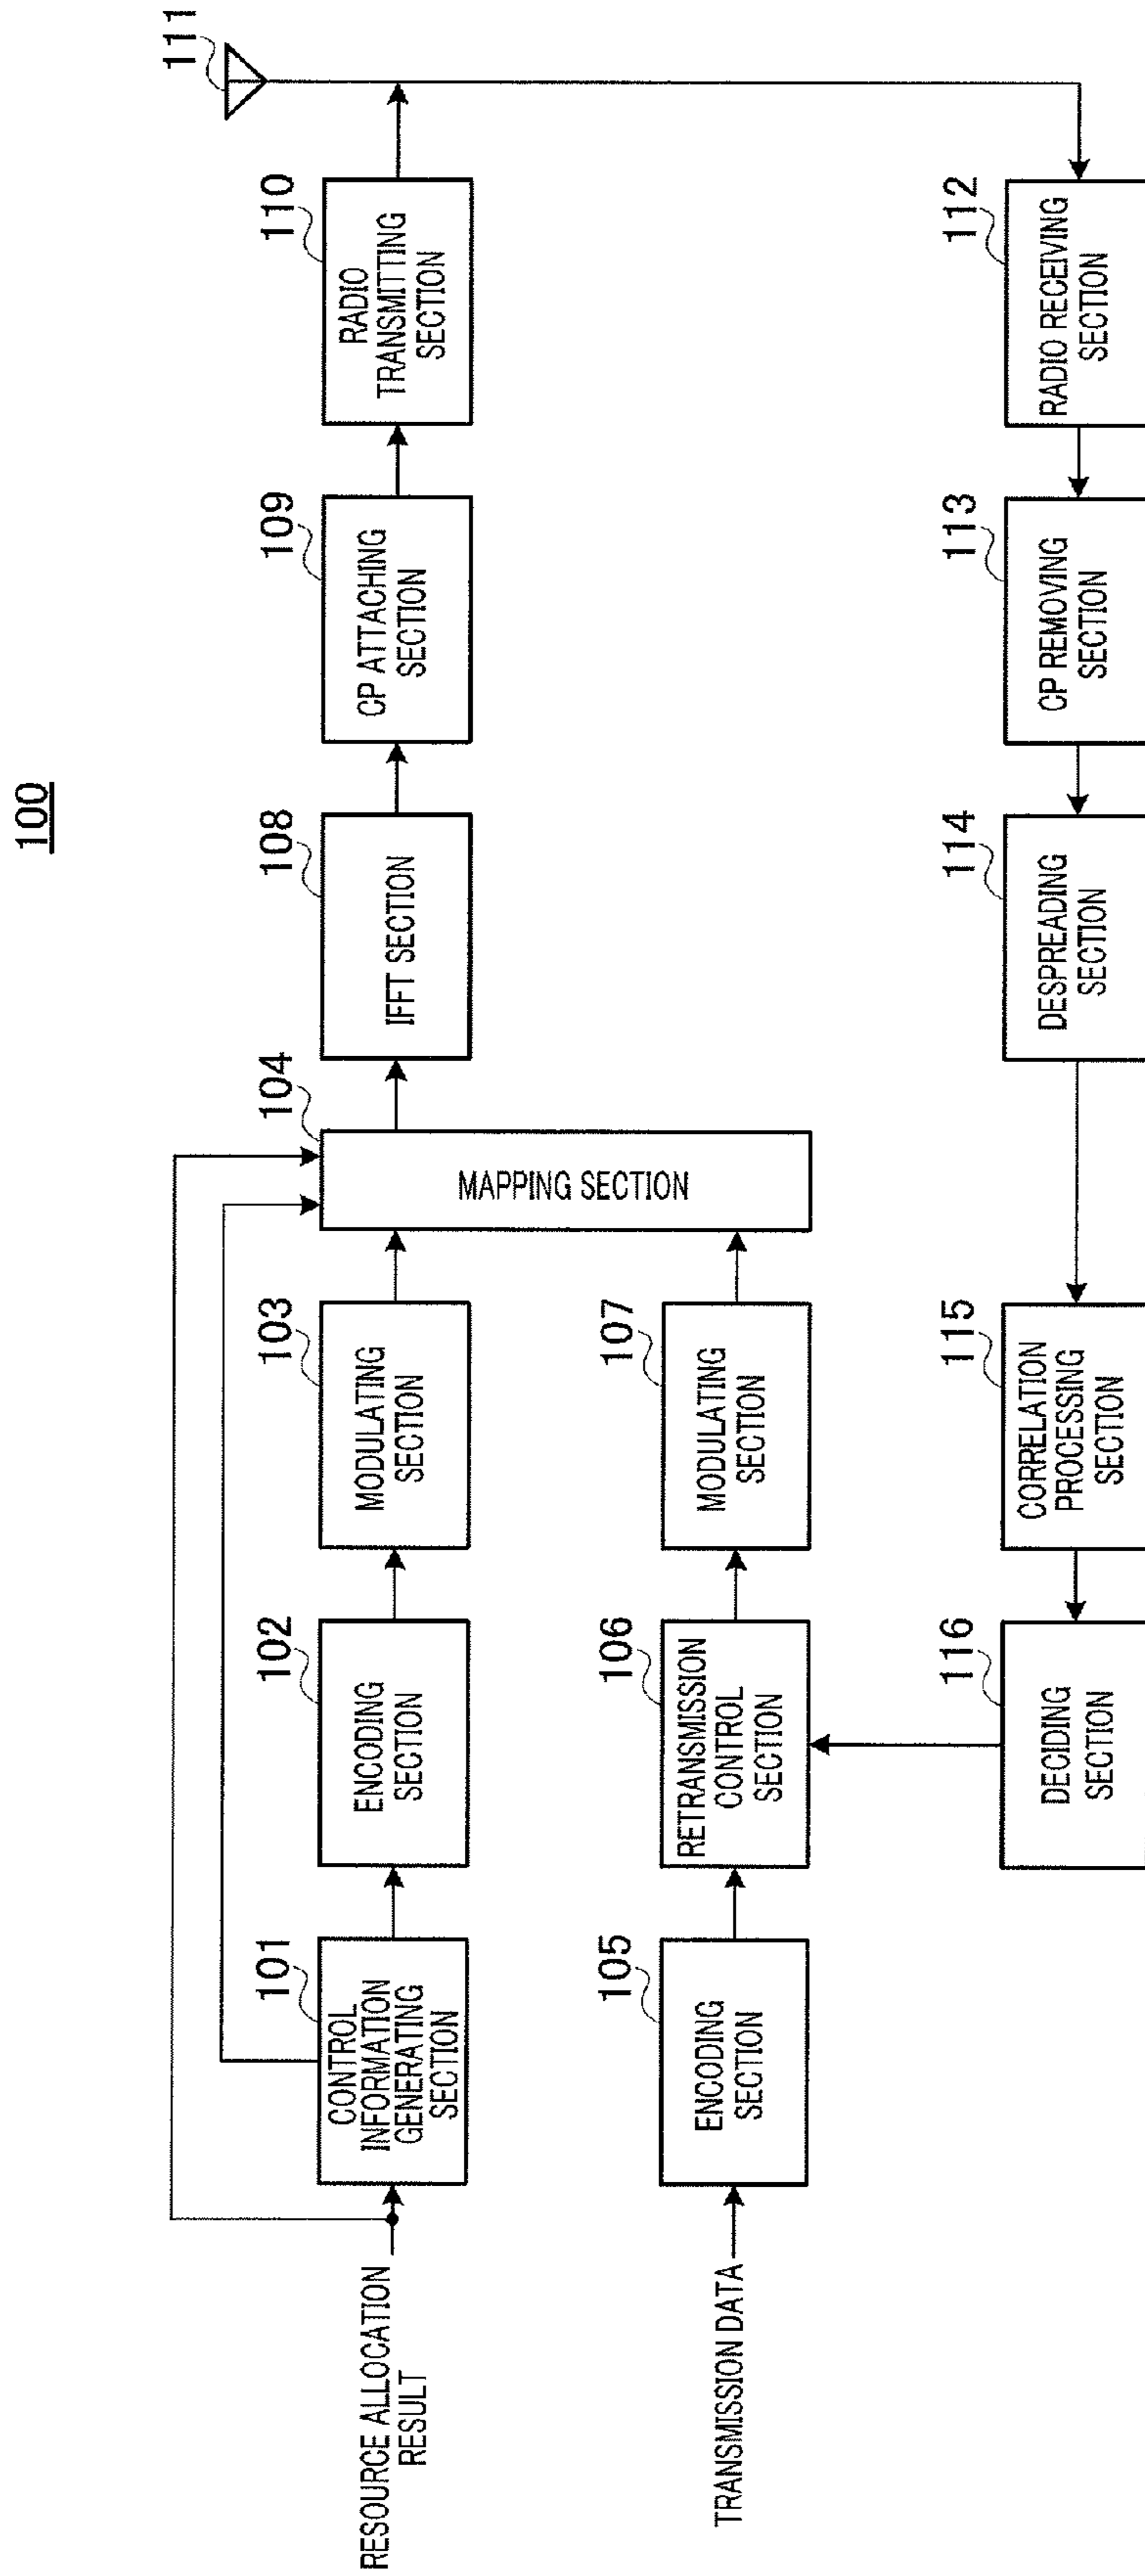 100
111
110
RADIO
TRANSMITTING
SECTION
109
CP ATTACHING
SECTION
108
IFFT SECTION
104
MAPPING SECTION
103
MODULATING
SECTION
102
ENCODING
SECTION
101
CONTROL
INFORMATION
GENERATING
SECTION
RESOURCE ALLOCATION
RESULT
107
MODULATING
SECTION
106
RETRANSMISSION
CONTROL
SECTION
105
ENCODING
SECTION
TRANSMISSION DATA
112
RADIO RECEIVING
SECTION
113
CP REMOVING
SECTION
114
DESPREADING
SECTION
115
CORRELATION
PROCESSING
SECTION
116
DECIDING
SECTION